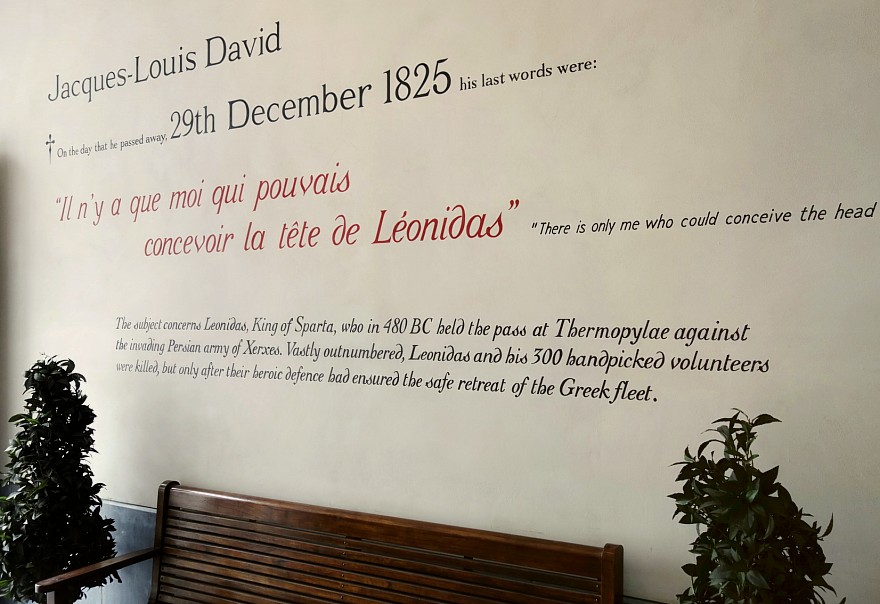 Jacques-Louis David
† On the day that he passed away, 29th December 1825 his last words were:
"Il n'y a que moi qui pouvais
concevoir la tête de Léonidas" "There is only me who could conceive the head
The subject concerns Leonidas, King of Sparta, who in 480 BC held the pass at Thermopylae against
the invading Persian army of Xerxes. Vastly outnumbered, Leonidas and his 300 handpicked volunteers
were killed, but only after their heroic defence had ensured the safe retreat of the Greek fleet.